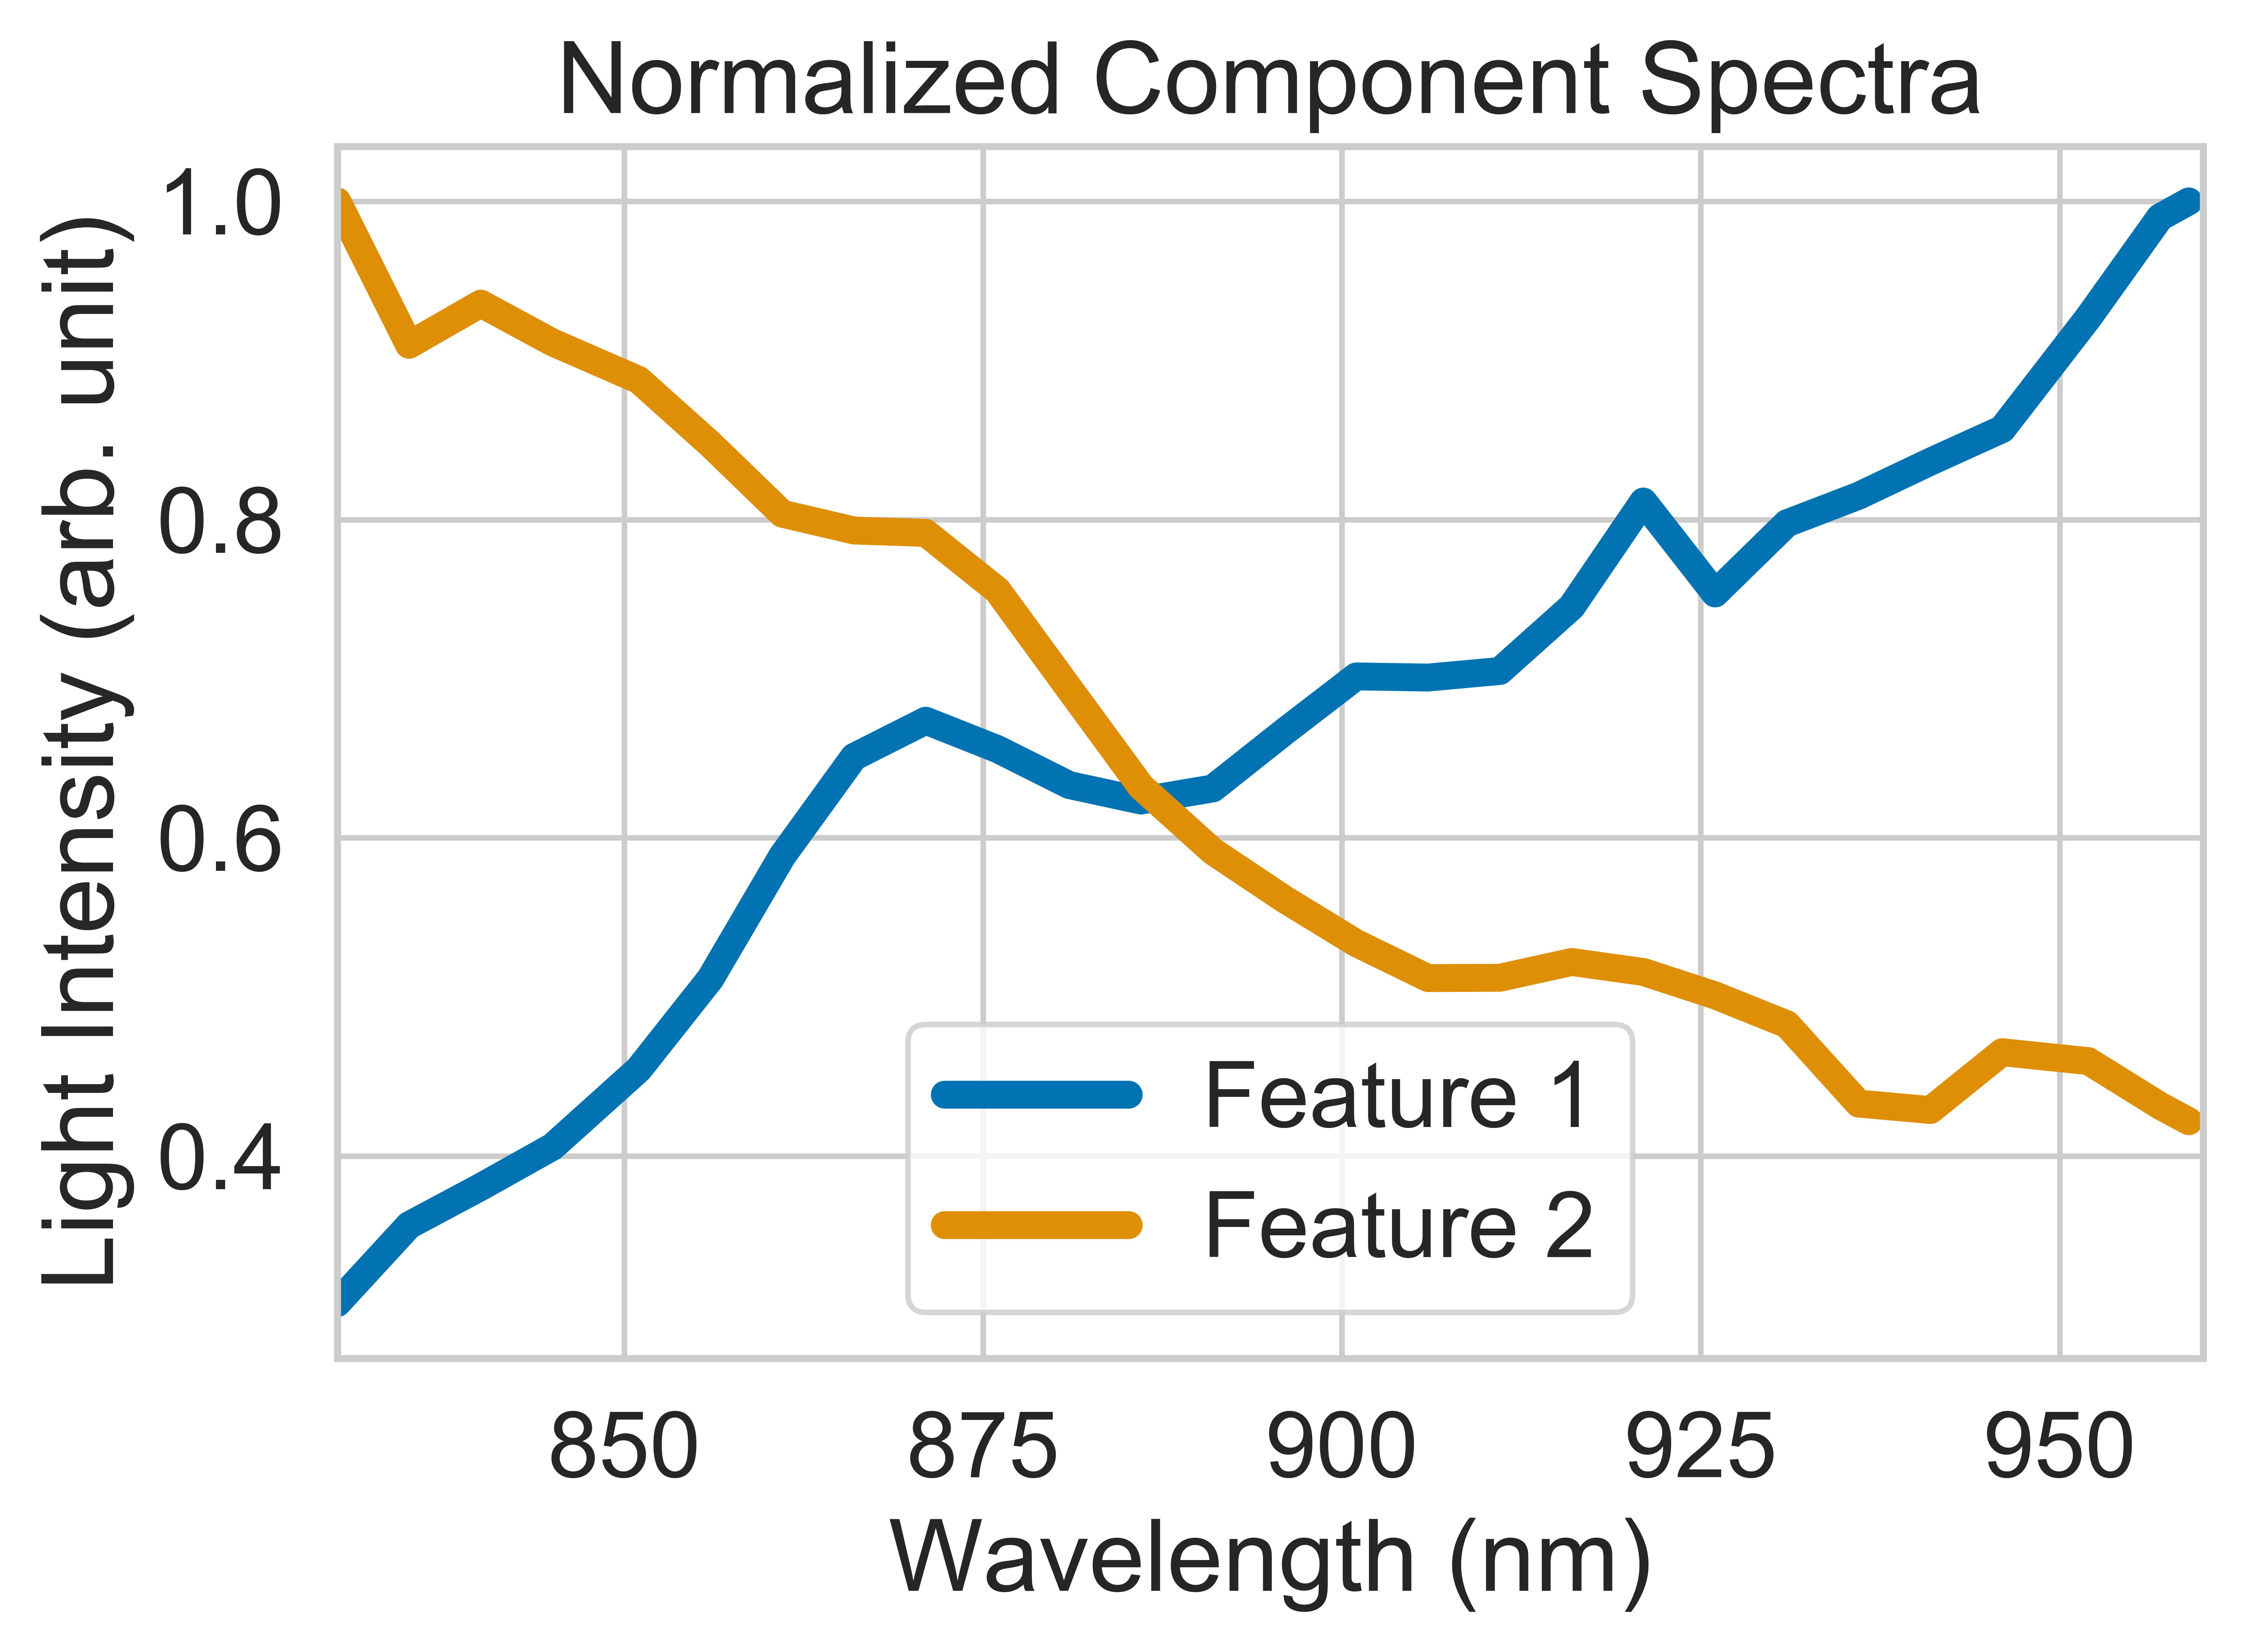 Normalized Component Spectra
Light Intensity (arb. unit)
1.0
0.8
0.6
0.4
Feature 1
Feature 2
850 875 900 925 950
Wavelength (nm)